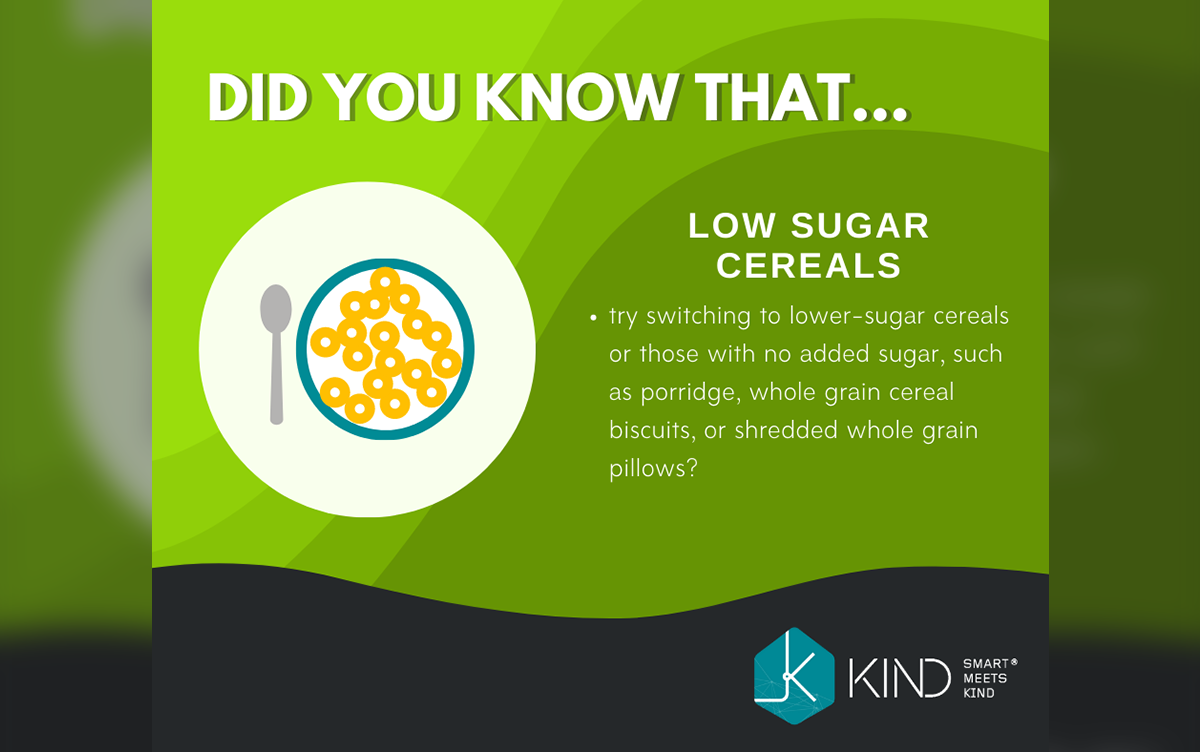 DID YOU KNOW THAT...
LOW SUGAR
CEREALS
• try switching to lower-sugar cereals
or those with no added sugar, such
as porridge, whole grain cereal
biscuits, or shredded whole grain
pillows?
KIND
SMART®
MEETS
KIND